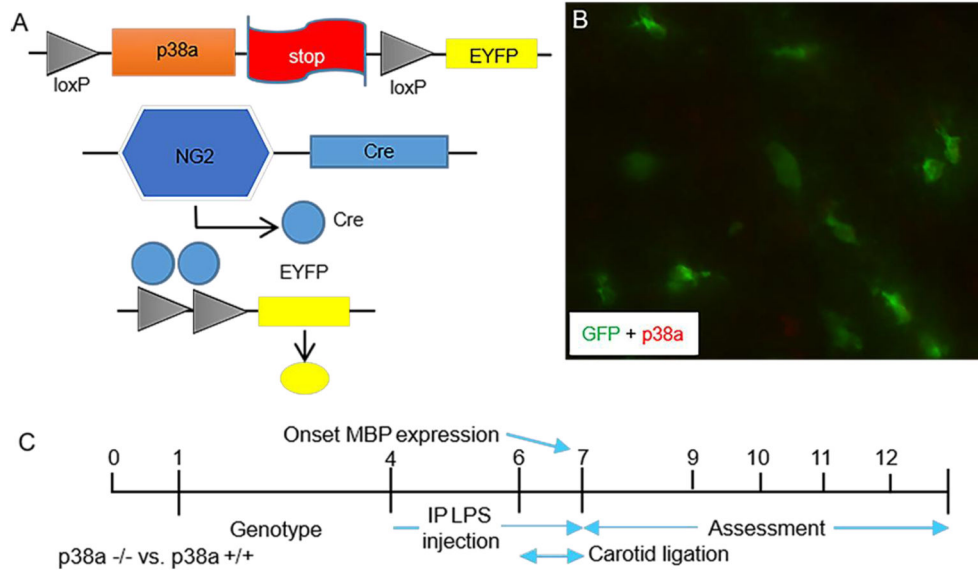 A
p38a
stop
loxP
loxP
EYFP
NG2
Cre
Cre
EYFP
B
GFP + p38a
C
Onset MBP expression
0 1 4 6 7 9 10 11 12
Genotype
IP LPS
injection
Assessment
p38a -/- vs. p38a +/+
Carotid ligation